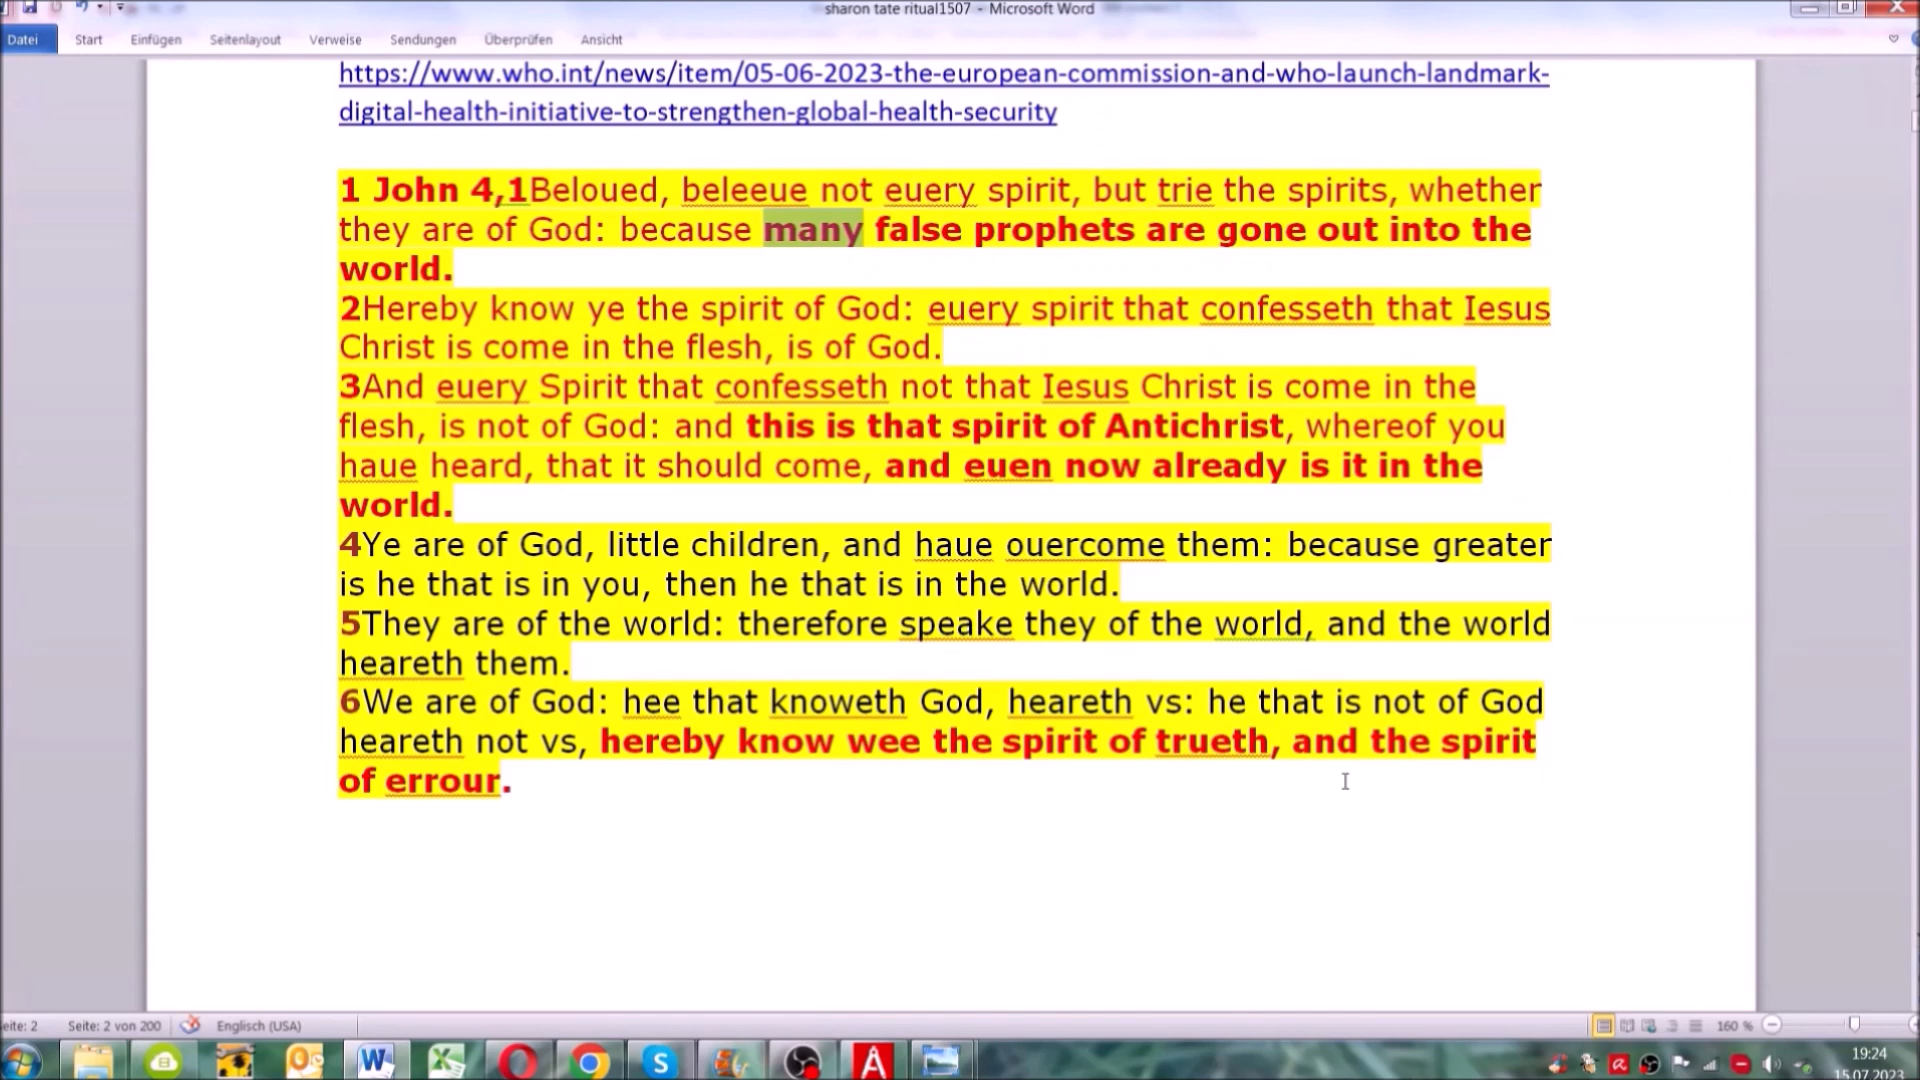 sharon tate ritual1507 - Microsoft Word
Datei Start Einfügen Seitenlayout Verweise Sendungen Überprüfen Ansicht
https://www.who.int/news/item/05-06-2023-the-european-commission-and-who-launch-landmark-
digital-health-initiative-to-strengthen-global-health-security
1 John 4,1Beloued, beleeue not euery spirit, but trie the spirits, whether
they are of God: because many false prophets are gone out into the
world.
2Hereby know ye the spirit of God: euery spirit that confesseth that Iesus
Christ is come in the flesh, is of God.
3And euery Spirit that confesseth not that Iesus Christ is come in the
flesh, is not of God: and this is that spirit of Antichrist, whereof you
haue heard, that it should come, and euen now already is it in the
world.
4Ye are of God, little children, and haue ouercome them: because greater
is he that is in you, then he that is in the world.
5They are of the world: therefore speake they of the world, and the world
heareth them.
6We are of God: hee that knoweth God, heareth vs: he that is not of God
heareth not vs, hereby know wee the spirit of trueth, and the spirit
of errour.
eite: 2 Seite: 2 von 200 Englisch (USA) 160 %
19:24
15.07.2023